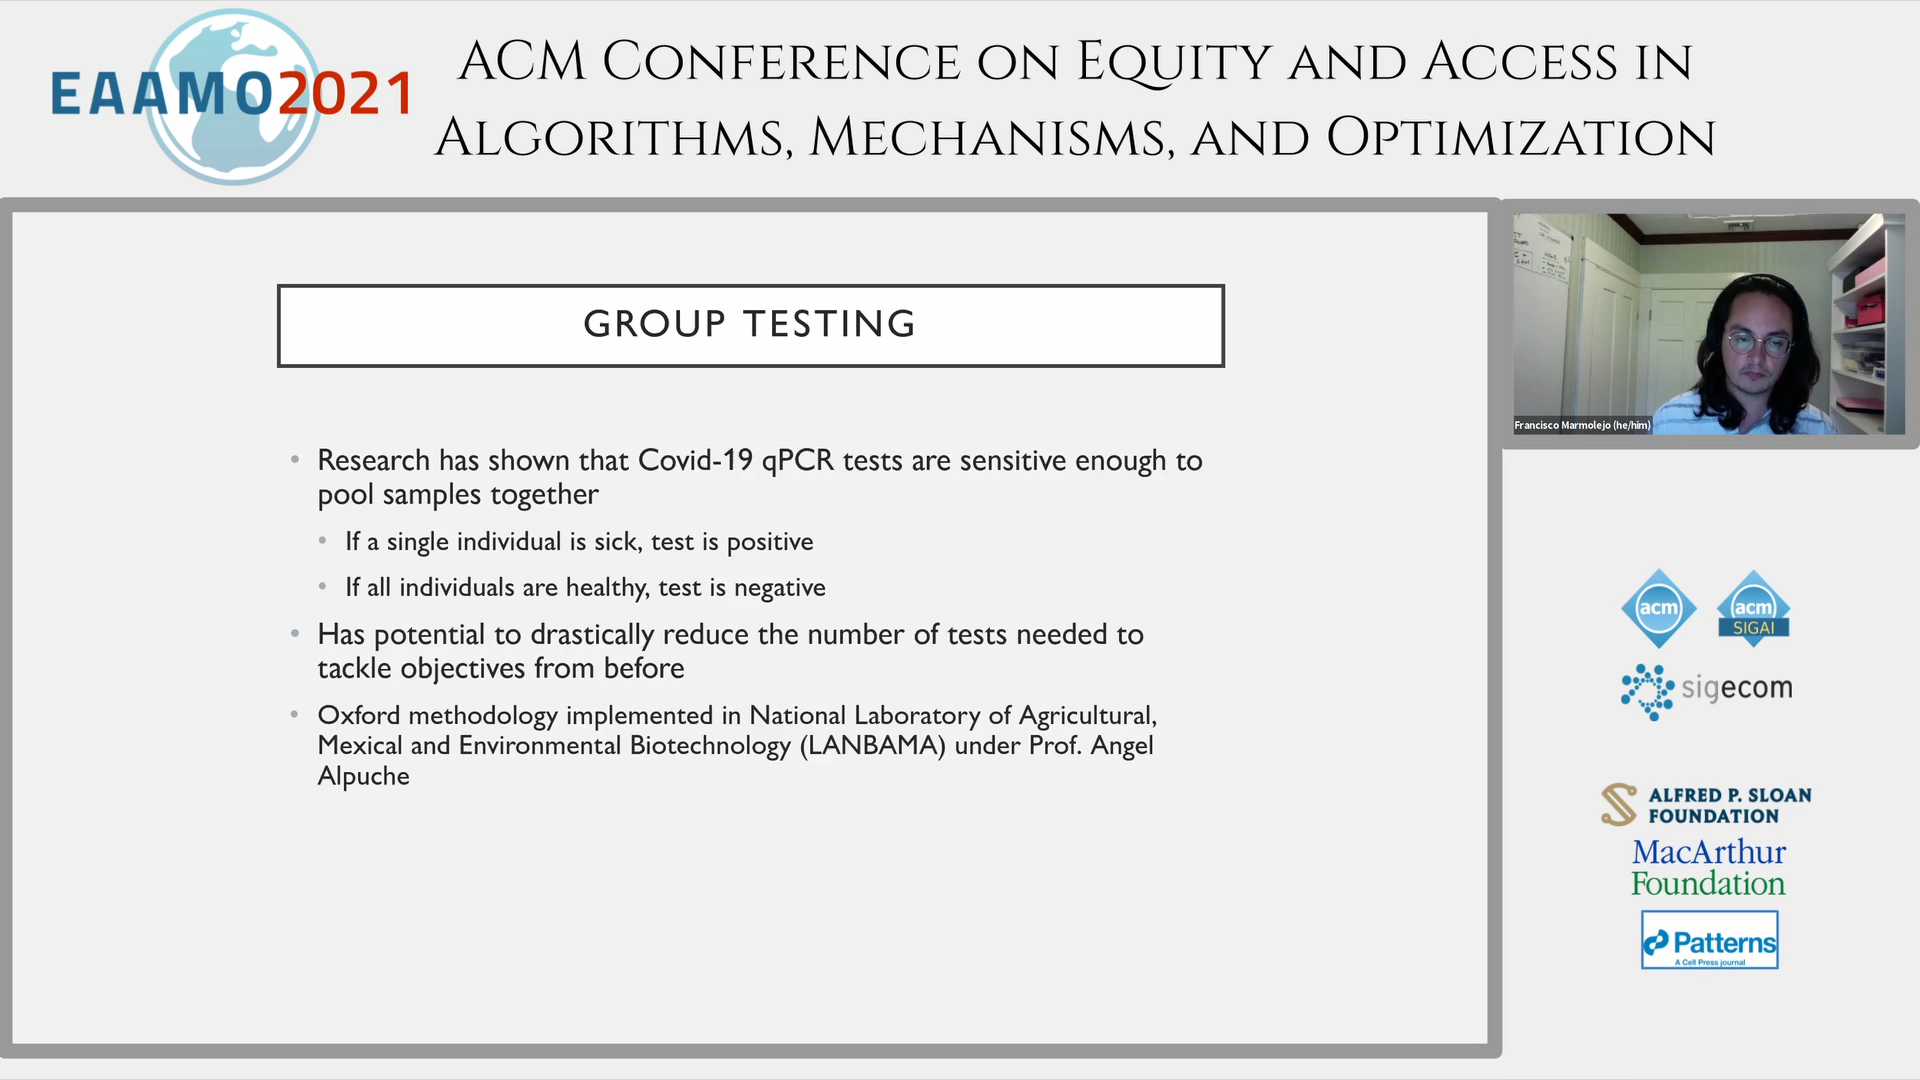 EAAMO2021
ACM Conference on Equity and Access in
Algorithms, Mechanisms, and Optimization
GROUP TESTING
• Research has shown that Covid-19 qPCR tests are sensitive enough to
pool samples together
• If a single individual is sick, test is positive
• If all individuals are healthy, test is negative
• Has potential to drastically reduce the number of tests needed to
tackle objectives from before
• Oxford methodology implemented in National Laboratory of Agricultural,
Mexical and Environmental Biotechnology (LANBAMA) under Prof. Angel
Alpuche
Francisco Marmolejo (he/him)
acm
acm
SIGAI
sigecom
ALFRED P. SLOAN
FOUNDATION
MacArthur
Foundation
Patterns
A Cell Press journal